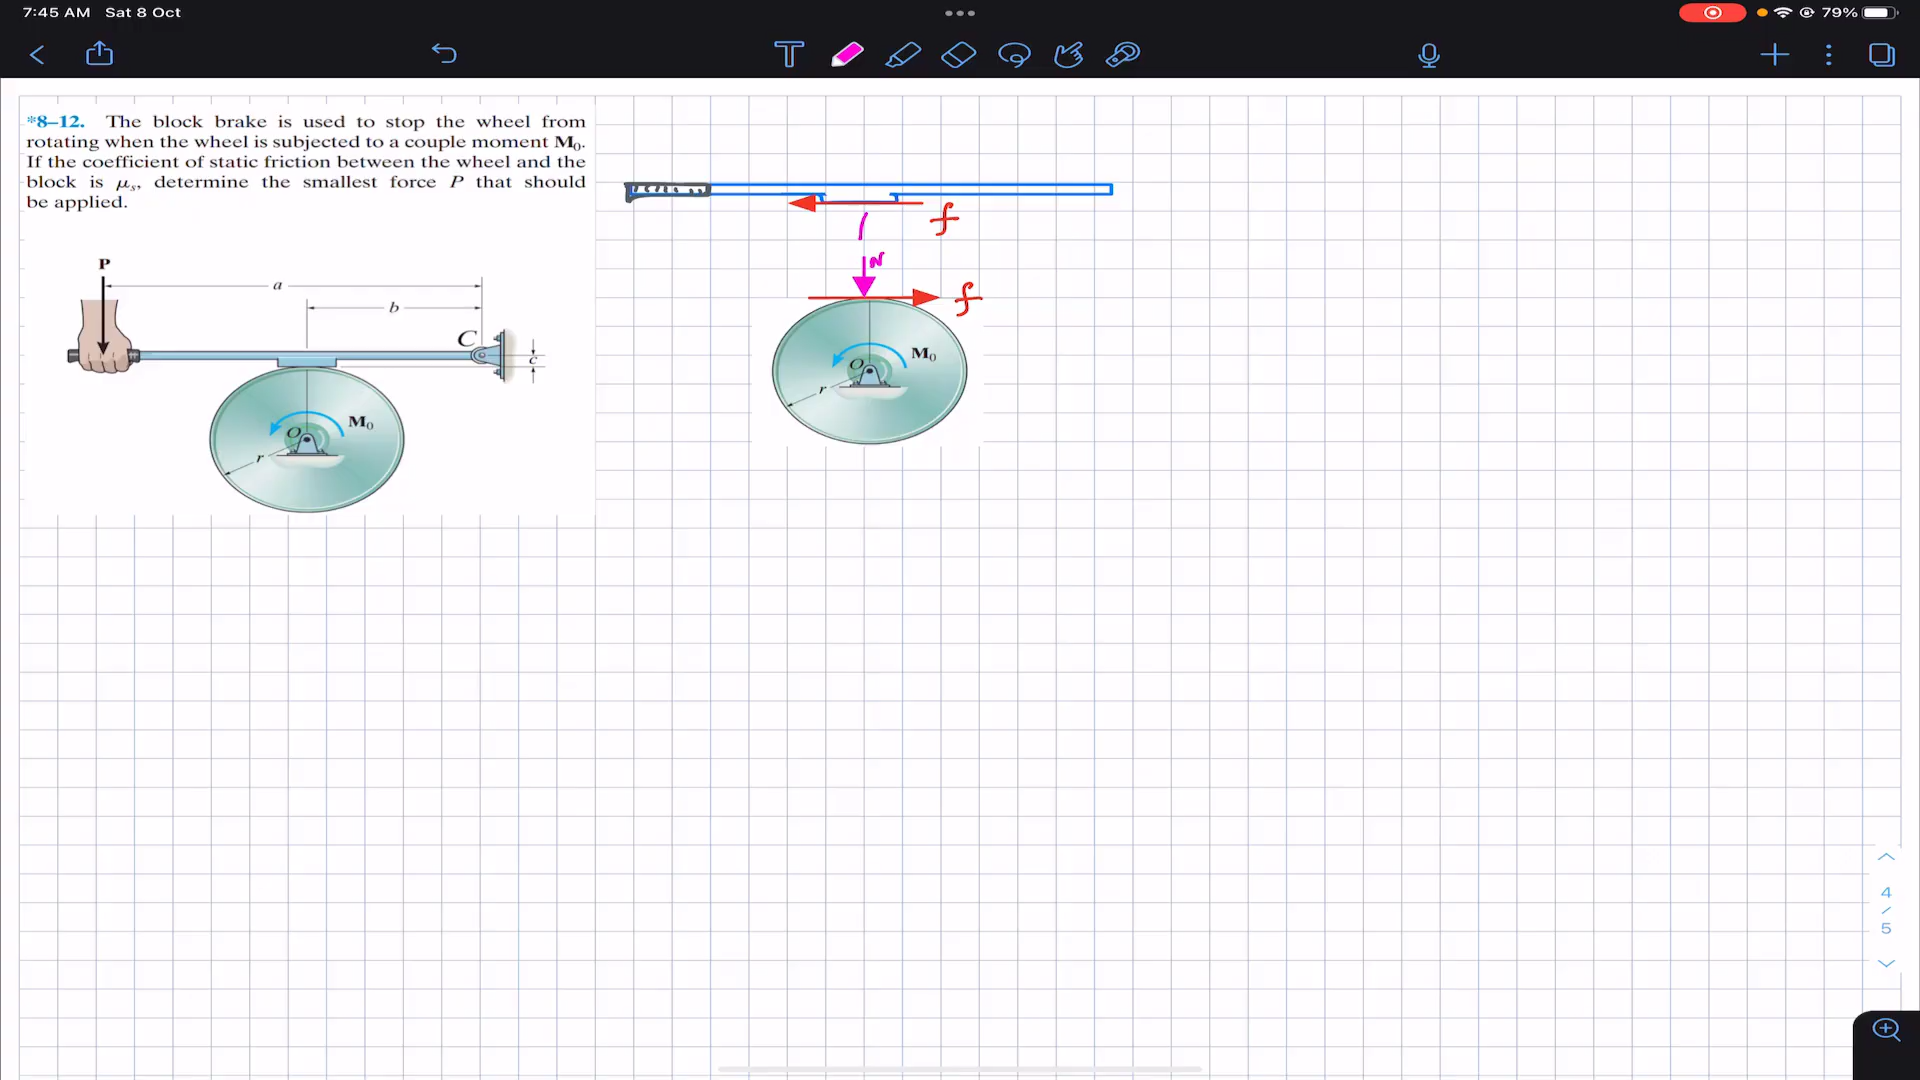 7:45 AM Sat 8 Oct
79%
*8–12. The block brake is used to stop the wheel from
rotating when the wheel is subjected to a couple moment M₀.
If the coefficient of static friction between the wheel and the
block is μₛ, determine the smallest force P that should
be applied.
P
a
b
C
c
M₀
O
r
f
N
f
M₀
O
r
4
/
5